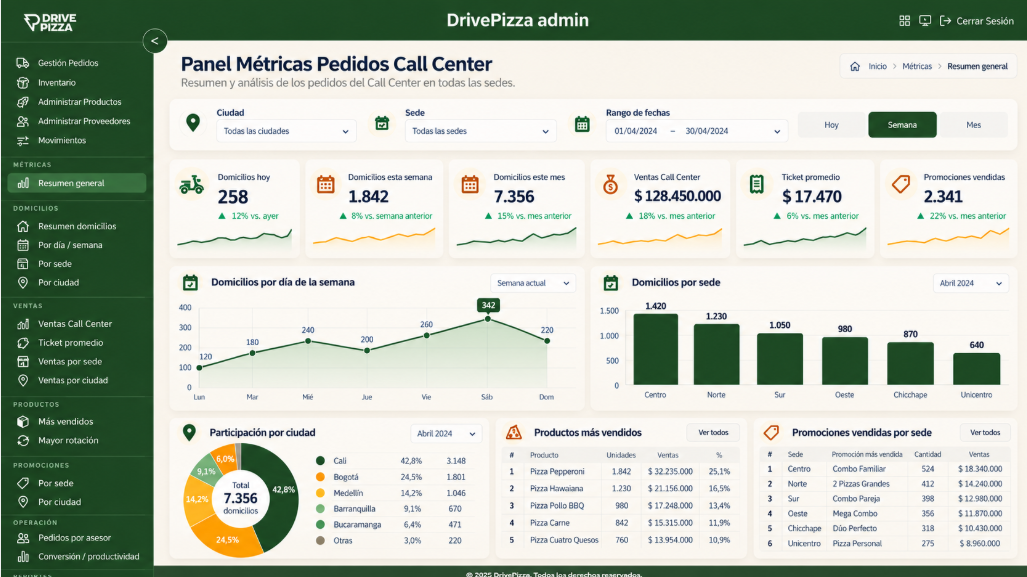 DRIVE
PIZZA
DrivePizza admin
Cerrar Sesión
<
Gestión Pedidos
Inventario
Administrar Productos
Administrar Proveedores
Movimientos
MÉTRICAS
Resumen general
DOMICILIOS
Resumen domicilios
Por día / semana
Por sede
Por ciudad
VENTAS
Ventas Call Center
Ticket promedio
Ventas por sede
Ventas por ciudad
PRODUCTOS
Más vendidos
Mayor rotación
PROMOCIONES
Por sede
Por ciudad
OPERACIÓN
Pedidos por asesor
Conversión / productividad
Panel Métricas Pedidos Call Center
Resumen y análisis de los pedidos del Call Center en todas las sedes.
Inicio > Métricas > Resumen general
Ciudad
Todas las ciudades
Sede
Todas las sedes
Rango de fechas
01/04/2024 – 30/04/2024
Hoy
Semana
Mes
Domicilios hoy
258
▲ 12% vs. ayer
Domicilios esta semana
1.842
▲ 8% vs. semana anterior
Domicilios este mes
7.356
▲ 15% vs. mes anterior
Ventas Call Center
$ 128.450.000
▲ 18% vs. mes anterior
Ticket promedio
$ 17.470
▲ 6% vs. mes anterior
Promociones vendidas
2.341
▲ 22% vs. mes anterior
Domicilios por día de la semana
Semana actual
400
300
200
100
0
120
180
240
200
260
342
220
Lun Mar Mié Jue Vie Sáb Dom
Domicilios por sede
Abril 2024
1.500
1.000
500
0
1.420
1.230
1.050
980
870
640
Centro Norte Sur Oeste Chicchape Unicentro
Participación por ciudad
Abril 2024
6,0%
9,1%
14,2%
24,5%
42,8%
Total
7.356
domicilios
Cali 42,8% 3.148
Bogotá 24,5% 1.801
Medellín 14,2% 1.046
Barranquilla 9,1% 670
Bucaramanga 6,4% 471
Otras 3,0% 220
Productos más vendidos
Ver todos
# Producto Unidades Ventas %
1 Pizza Pepperoni 1.842 $ 32.235.000 25,1%
2 Pizza Hawaiana 1.230 $ 21.156.000 16,5%
3 Pizza Pollo BBQ 980 $ 17.248.000 13,4%
4 Pizza Carne 842 $ 15.315.000 11,9%
5 Pizza Cuatro Quesos 760 $ 13.954.000 10,9%
Promociones vendidas por sede
Ver todos
# Sede Promoción más vendida Cantidad Ventas
1 Centro Combo Familiar 524 $ 18.340.000
2 Norte 2 Pizzas Grandes 412 $ 14.240.000
3 Sur Combo Pareja 398 $ 12.980.000
4 Oeste Mega Combo 356 $ 11.870.000
5 Chicchape Dúo Perfecto 318 $ 10.430.000
6 Unicentro Pizza Personal 275 $ 8.960.000
© 2025 DrivePizza. Todos los derechos reservados.